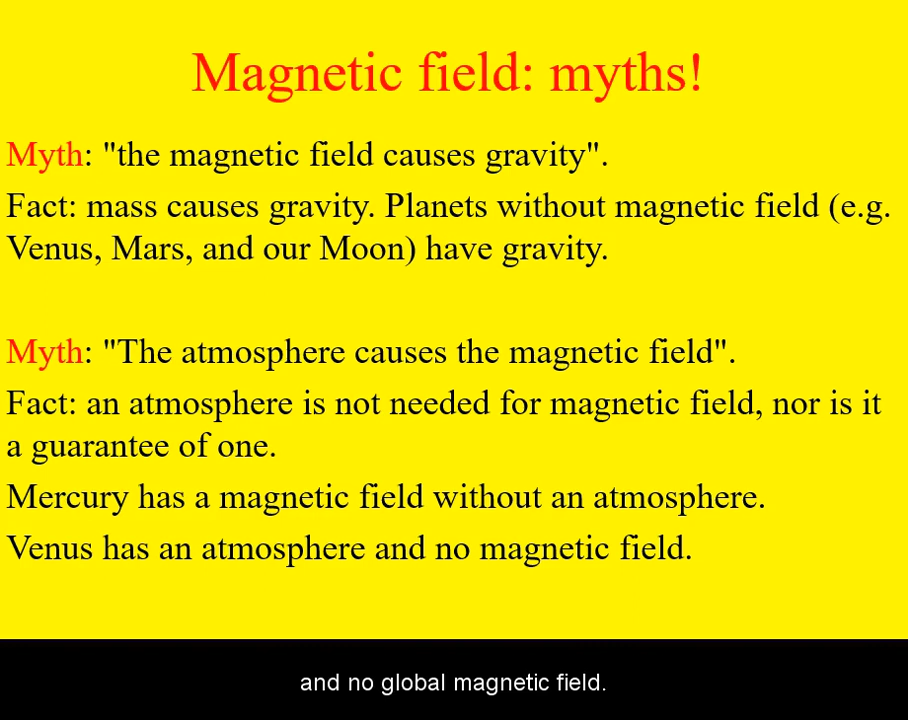 Magnetic field: myths!
Myth: "the magnetic field causes gravity".
Fact: mass causes gravity. Planets without magnetic field (e.g.
Venus, Mars, and our Moon) have gravity.
Myth: "The atmosphere causes the magnetic field".
Fact: an atmosphere is not needed for magnetic field, nor is it
a guarantee of one.
Mercury has a magnetic field without an atmosphere.
Venus has an atmosphere and no magnetic field.
and no global magnetic field.